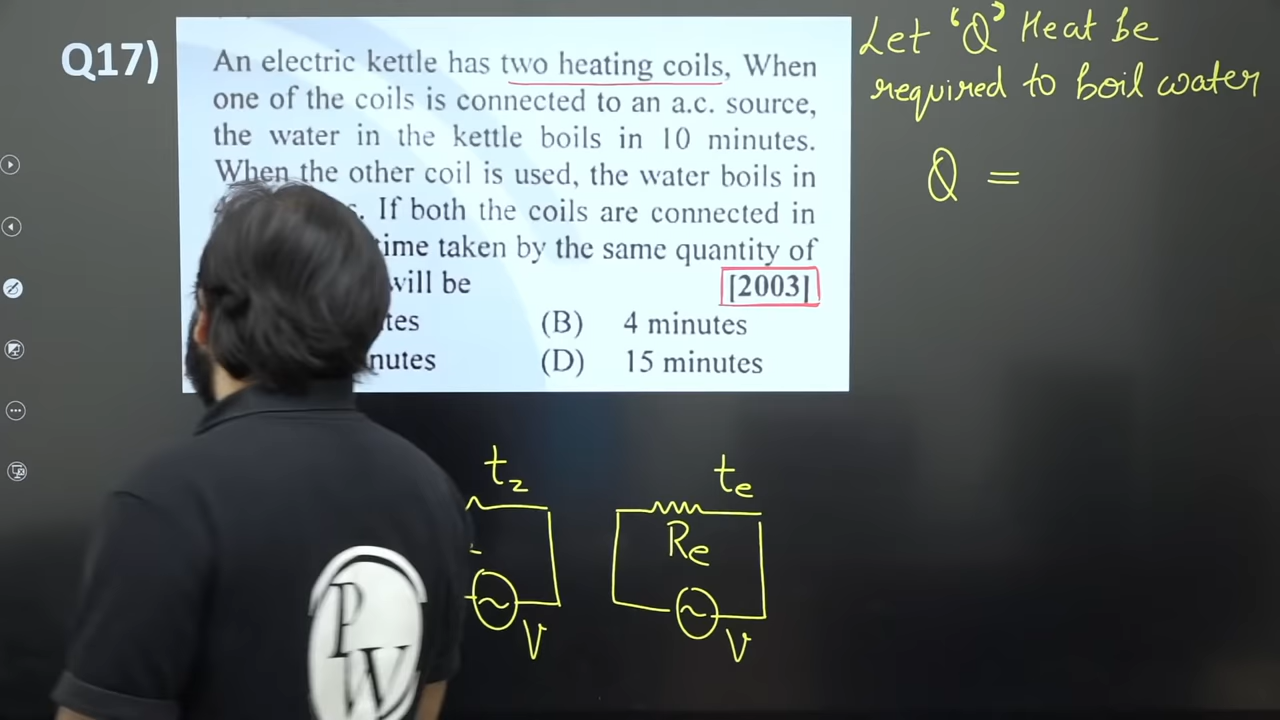 Q17)
An electric kettle has two heating coils, When
one of the coils is connected to an a.c. source,
the water in the kettle boils in 10 minutes.
When the other coil is used, the water boils in
If both the coils are connected in
time taken by the same quantity of
will be [2003]
(B) 4 minutes
(D) 15 minutes
Let 'Q' Heat be
required to boil water
Q =
t₂
V
tₑ
Rₑ
V
PW